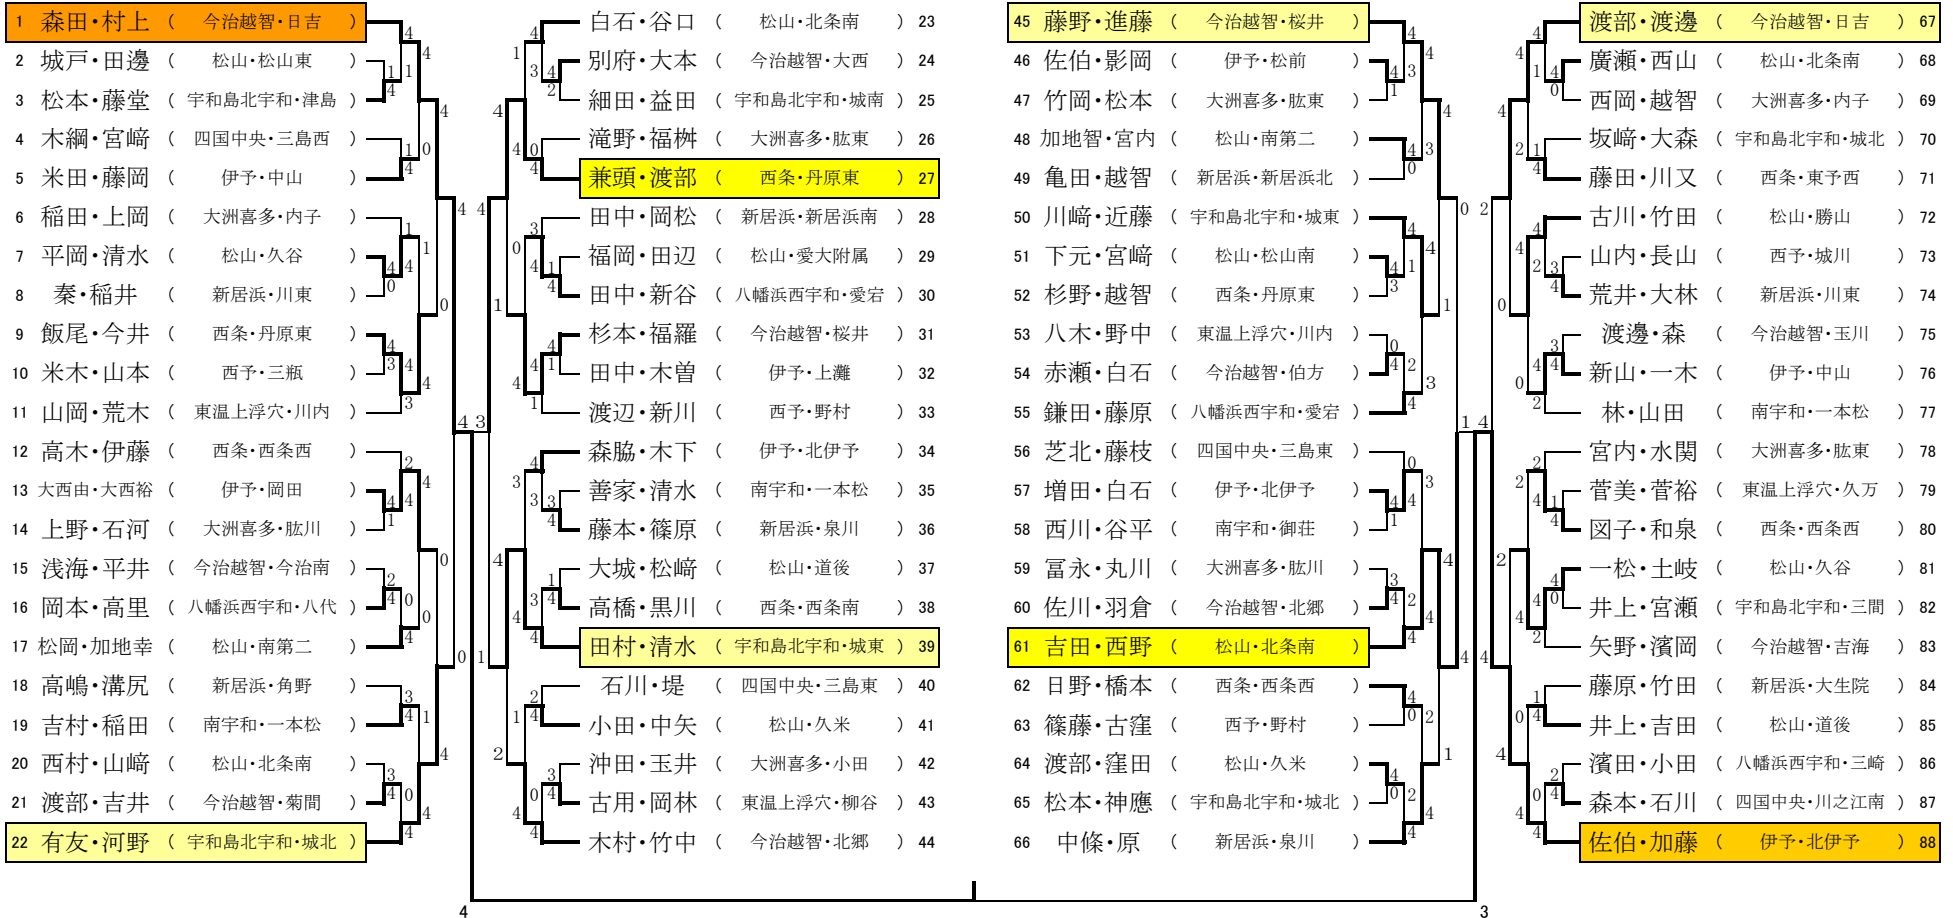 1 森田・村上 ( 今治越智・日吉 )
2 城戸・田邊 ( 松山・松山東 )
3 松本・藤堂 ( 宇和島北宇和・津島 )
4 木綱・宮﨑 ( 四国中央・三島西 )
5 米田・藤岡 ( 伊予・中山 )
6 稲田・上岡 ( 大洲喜多・内子 )
7 平岡・清水 ( 松山・久谷 )
8 秦・稲井 ( 新居浜・川東 )
9 飯尾・今井 ( 西条・丹原東 )
10 米木・山本 ( 西予・三瓶 )
11 山岡・荒木 ( 東温上浮穴・川内 )
12 高木・伊藤 ( 西条・西条西 )
13 大西由・大西裕 ( 伊予・岡田 )
14 上野・石河 ( 大洲喜多・肱川 )
15 浅海・平井 ( 今治越智・今治南 )
16 岡本・高里 ( 八幡浜西宇和・八代 )
17 松岡・加地幸 ( 松山・南第二 )
18 高嶋・溝尻 ( 新居浜・角野 )
19 吉村・稲田 ( 南宇和・一本松 )
20 西村・山﨑 ( 松山・北条南 )
21 渡部・吉井 ( 今治越智・菊間 )
22 有友・河野 ( 宇和島北宇和・城北 )
白石・谷口 ( 松山・北条南 ) 23
別府・大本 ( 今治越智・大西 ) 24
細田・益田 ( 宇和島北宇和・城南 ) 25
滝野・福桝 ( 大洲喜多・肱東 ) 26
兼頭・渡部 ( 西条・丹原東 ) 27
田中・岡松 ( 新居浜・新居浜南 ) 28
福岡・田辺 ( 松山・愛大附属 ) 29
田中・新谷 ( 八幡浜西宇和・愛宕 ) 30
杉本・福羅 ( 今治越智・桜井 ) 31
田中・木曽 ( 伊予・上灘 ) 32
渡辺・新川 ( 西予・野村 ) 33
森脇・木下 ( 伊予・北伊予 ) 34
善家・清水 ( 南宇和・一本松 ) 35
藤本・篠原 ( 新居浜・泉川 ) 36
大城・松﨑 ( 松山・道後 ) 37
高橋・黒川 ( 西条・西条南 ) 38
田村・清水 ( 宇和島北宇和・城東 ) 39
石川・堤 ( 四国中央・三島東 ) 40
小田・中矢 ( 松山・久米 ) 41
沖田・玉井 ( 大洲喜多・小田 ) 42
古用・岡林 ( 東温上浮穴・柳谷 ) 43
木村・竹中 ( 今治越智・北郷 ) 44
45 藤野・進藤 ( 今治越智・桜井 )
46 佐伯・影岡 ( 伊予・松前 )
47 竹岡・松本 ( 大洲喜多・肱東 )
48 加地智・宮内 ( 松山・南第二 )
49 亀田・越智 ( 新居浜・新居浜北 )
50 川﨑・近藤 ( 宇和島北宇和・城東 )
51 下元・宮﨑 ( 松山・松山南 )
52 杉野・越智 ( 西条・丹原東 )
53 八木・野中 ( 東温上浮穴・川内 )
54 赤瀬・白石 ( 今治越智・伯方 )
55 鎌田・藤原 ( 八幡浜西宇和・愛宕 )
56 芝北・藤枝 ( 四国中央・三島東 )
57 増田・白石 ( 伊予・北伊予 )
58 西川・谷平 ( 南宇和・御荘 )
59 冨永・丸川 ( 大洲喜多・肱川 )
60 佐川・羽倉 ( 今治越智・北郷 )
61 吉田・西野 ( 松山・北条南 )
62 日野・橋本 ( 西条・西条西 )
63 篠藤・古窪 ( 西予・野村 )
64 渡部・窪田 ( 松山・久米 )
65 松本・神應 ( 宇和島北宇和・城北 )
66 中條・原 ( 新居浜・泉川 )
渡部・渡邊 ( 今治越智・日吉 ) 67
廣瀬・西山 ( 松山・北条南 ) 68
西岡・越智 ( 大洲喜多・内子 ) 69
坂﨑・大森 ( 宇和島北宇和・城北 ) 70
藤田・川又 ( 西条・東予西 ) 71
古川・竹田 ( 松山・勝山 ) 72
山内・長山 ( 西予・城川 ) 73
荒井・大林 ( 新居浜・川東 ) 74
渡邊・森 ( 今治越智・玉川 ) 75
新山・一木 ( 伊予・中山 ) 76
林・山田 ( 南宇和・一本松 ) 77
宮内・水関 ( 大洲喜多・肱東 ) 78
菅美・菅裕 ( 東温上浮穴・久万 ) 79
図子・和泉 ( 西条・西条西 ) 80
一松・土岐 ( 松山・久谷 ) 81
井上・宮瀬 ( 宇和島北宇和・三間 ) 82
矢野・濱岡 ( 今治越智・吉海 ) 83
藤原・竹田 ( 新居浜・大生院 ) 84
井上・吉田 ( 松山・道後 ) 85
濱田・小田 ( 八幡浜西宇和・三崎 ) 86
森本・石川 ( 四国中央・川之江南 ) 87
佐伯・加藤 ( 伊予・北伊予 ) 88
4 3